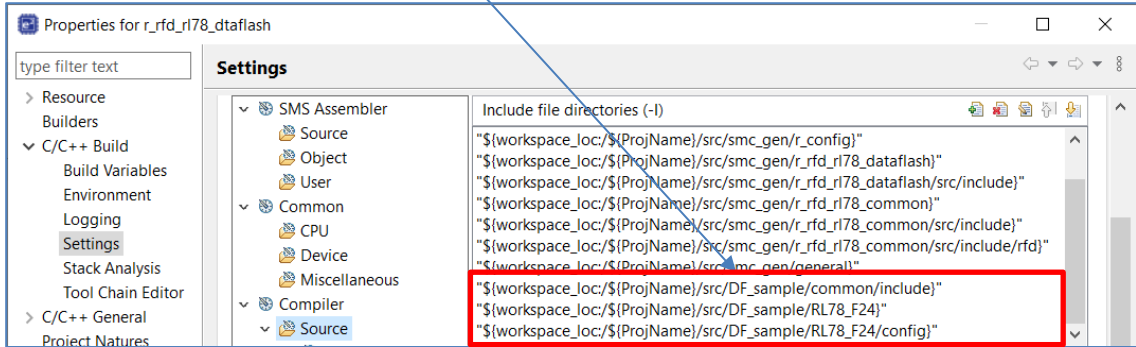 Properties for r_rfd_rl78_dtaflash
type filter text
Settings
Resource
Builders
C/C++ Build
Build Variables
Environment
Logging
Settings
Stack Analysis
Tool Chain Editor
C/C++ General
Project Natures
SMS Assembler
Source
Object
User
Common
CPU
Device
Miscellaneous
Compiler
Source
Include file directories (-I)
"${workspace_loc:/${ProjName}/src/smc_gen/r_config}"
"${workspace_loc:/${ProjName}/src/smc_gen/r_rfd_rl78_dataflash}"
"${workspace_loc:/${ProjName}/src/smc_gen/r_rfd_rl78_dataflash/src/include}"
"${workspace_loc:/${ProjName}/src/smc_gen/r_rfd_rl78_common}"
"${workspace_loc:/${ProjName}/src/smc_gen/r_rfd_rl78_common/src/include}"
"${workspace_loc:/${ProjName}/src/smc_gen/r_rfd_rl78_common/src/include/rfd}"
"${workspace_loc:/${ProjName}/src/smc_gen/general}"
"${workspace_loc:/${ProjName}/src/DF_sample/common/include}"
"${workspace_loc:/${ProjName}/src/DF_sample/RL78_F24}"
"${workspace_loc:/${ProjName}/src/DF_sample/RL78_F24/config}"